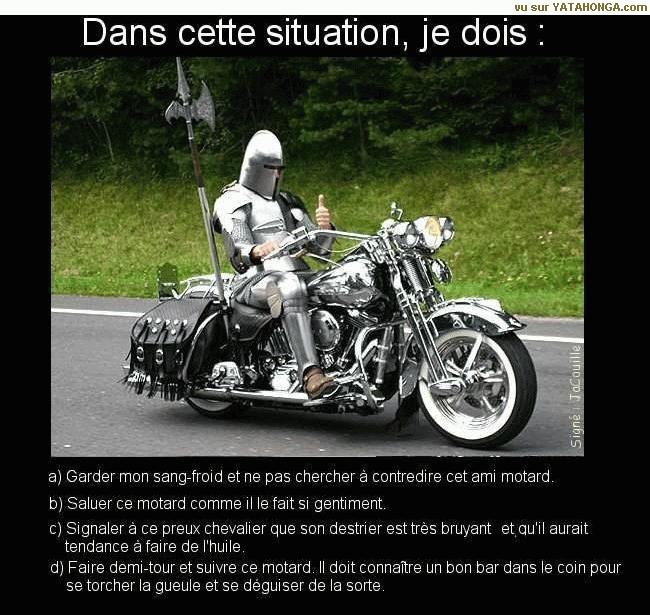 vu sur YATAHONGA.com
Dans cette situation, je dois :
Signé : JaCouille
a) Garder mon sang-froid et ne pas chercher à contredire cet ami motard.
b) Saluer ce motard comme il le fait si gentiment.
c) Signaler à ce preux chevalier que son destrier est très bruyant et qu'il aurait
tendance à faire de l'huile.
d) Faire demi-tour et suivre ce motard. Il doit connaître un bon bar dans le coin pour
se torcher la gueule et se déguiser de la sorte.